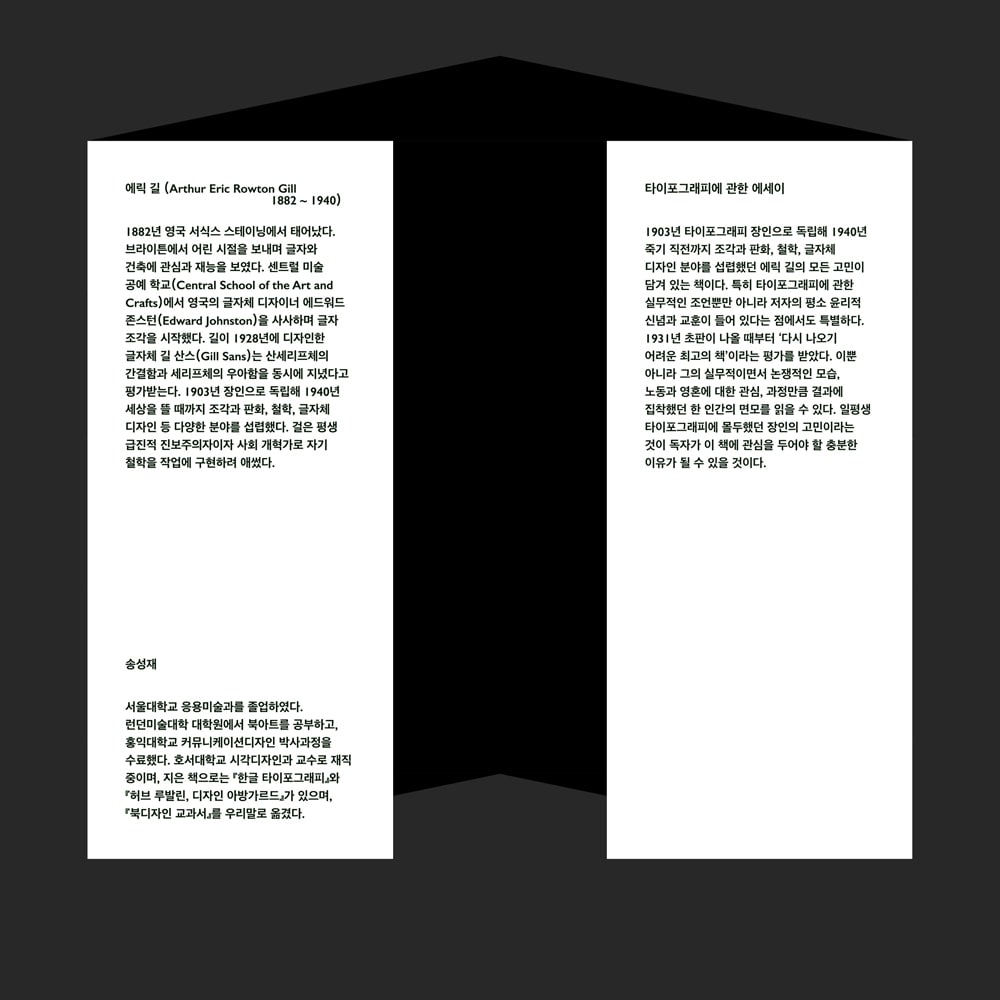 에릭 길 (Arthur Eric Rowton Gill
1882 ~ 1940)
1882년 영국 서식스 스테이닝에서 태어났다.
브라이튼에서 어린 시절을 보내며 글자와
건축에 관심과 재능을 보였다. 센트럴 미술
공예 학교(Central School of the Art and
Crafts)에서 영국의 글자체 디자이너 에드워드
존스턴(Edward Johnston)을 사사하며 글자
조각을 시작했다. 길이 1928년에 디자인한
글자체 길 산스(Gill Sans)는 산세리프체의
간결함과 세리프체의 우아함을 동시에 지녔다고
평가받는다. 1903년 장인으로 독립해 1940년
세상을 뜰 때까지 조각과 판화, 철학, 글자체
디자인 등 다양한 분야를 섭렵했다. 길은 평생
급진적 진보주의자이자 사회 개혁가로 자기
철학을 작업에 구현하려 애썼다.
송성재
서울대학교 응용미술과를 졸업하였다.
런던미술대학 대학원에서 북아트를 공부하고,
홍익대학교 커뮤니케이션디자인 박사과정을
수료했다. 호서대학교 시각디자인과 교수로 재직
중이며, 지은 책으로는 『한글 타이포그래피』와
『허브 루발린, 디자인 아방가르드』가 있으며,
『북디자인 교과서』를 우리말로 옮겼다.
타이포그래피에 관한 에세이
1903년 타이포그래피 장인으로 독립해 1940년
죽기 직전까지 조각과 판화, 철학, 글자체
디자인 분야를 섭렵했던 에릭 길의 모든 고민이
담겨 있는 책이다. 특히 타이포그래피에 관한
실무적인 조언뿐만 아니라 저자의 평소 윤리적
신념과 교훈이 들어 있다는 점에서도 특별하다.
1931년 초판이 나올 때부터 ‘다시 나오기
어려운 최고의 책’이라는 평가를 받았다. 이뿐
아니라 그의 실무적이면서 논쟁적인 모습,
노동과 영혼에 대한 관심, 과정만큼 결과에
집착했던 한 인간의 면모를 읽을 수 있다. 일평생
타이포그래피에 몰두했던 장인의 고민이라는
것이 독자가 이 책에 관심을 두어야 할 충분한
이유가 될 수 있을 것이다.